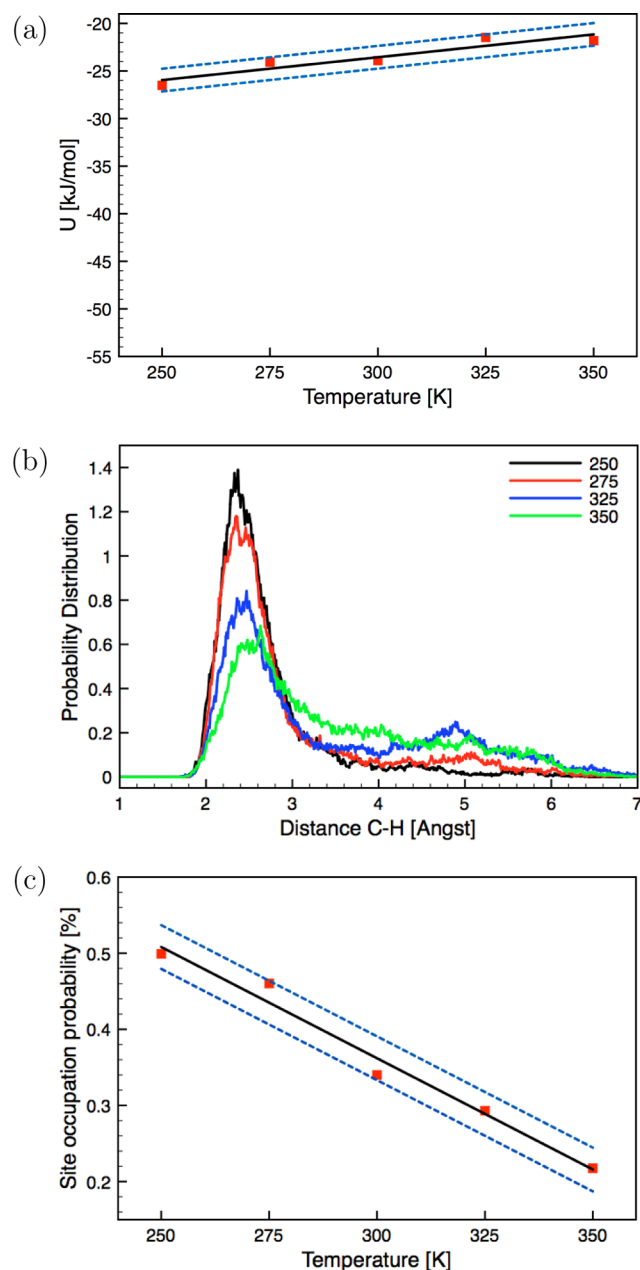 (a)
-20
-25
-30
-35
-40
-45
-50
-55
U [kJ/mol]
250 275 300 325 350
Temperature [K]
(b)
1.4
1.2
1
0.8
0.6
0.4
0.2
0
Probability Distribution
250
275
325
350
1 2 3 4 5 6 7
Distance C-H [Angst]
(c)
0.6
0.5
0.4
0.3
0.2
Site occupation probability [%]
250 275 300 325 350
Temperature [K]